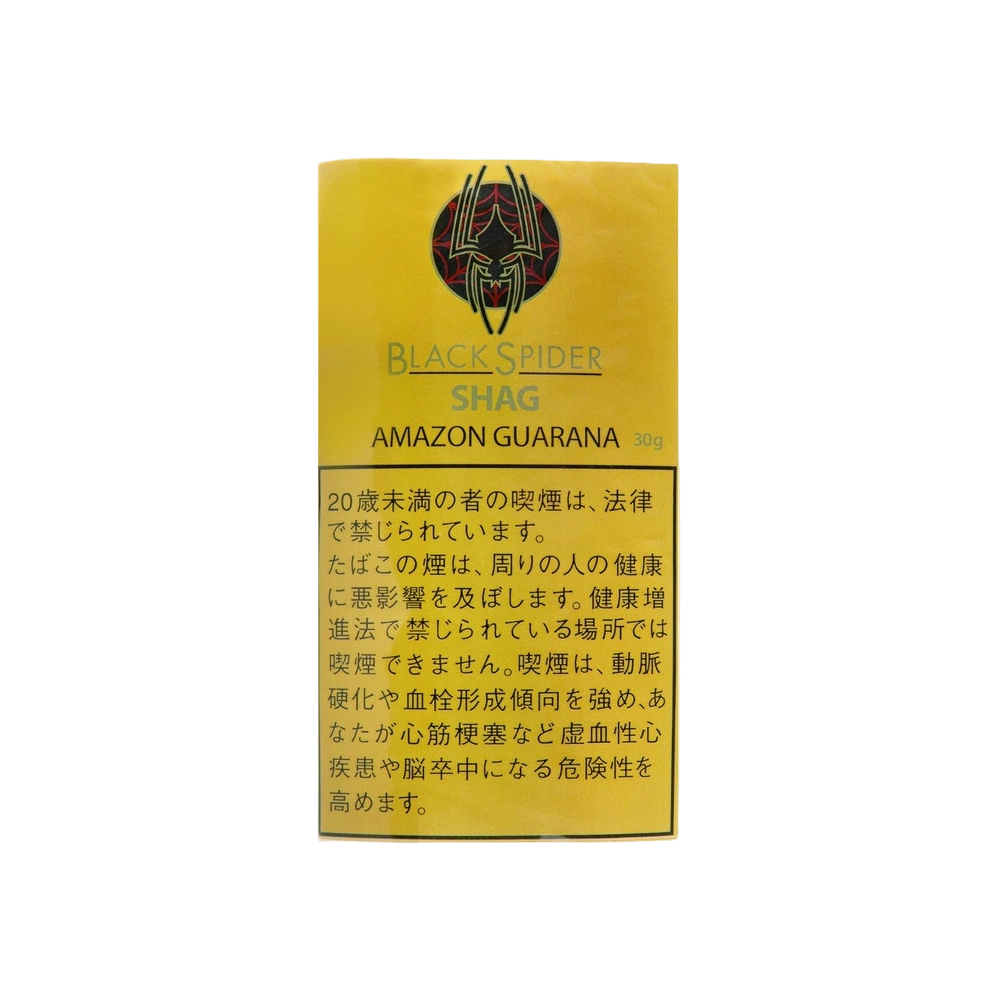 BLACK SPIDER
SHAG
AMAZON GUARANA 30g
20歳未満の者の喫煙は、法律
で禁じられています。
たばこの煙は、周りの人の健康
に悪影響を及ぼします。健康増
進法で禁じられている場所では
喫煙できません。喫煙は、動脈
硬化や血栓形成傾向を強め、あ
なたが心筋梗塞など虚血性心
疾患や脳卒中になる危険性を
高めます。